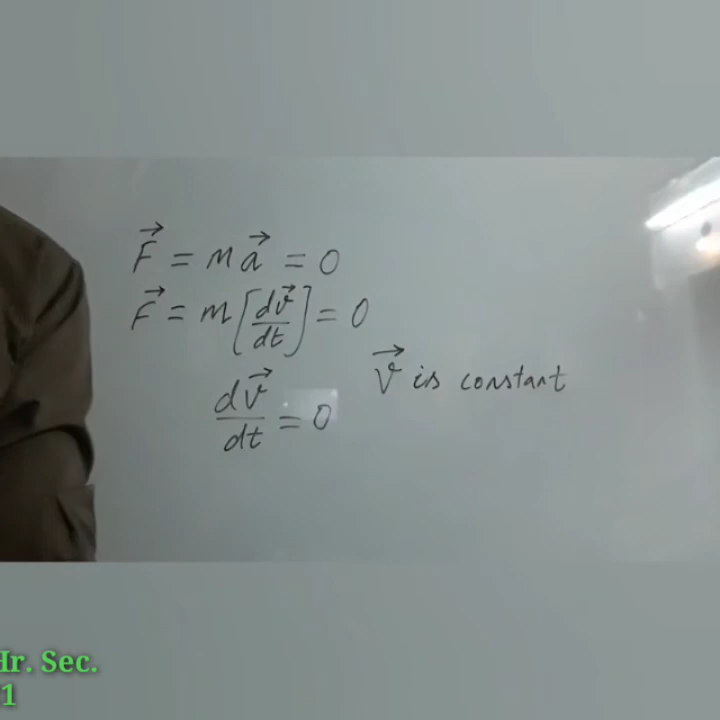 F⃗ = m a⃗ = 0
F⃗ = m [dv⃗/dt] = 0
v⃗ is constant
dv⃗/dt = 0
Hr. Sec.
1